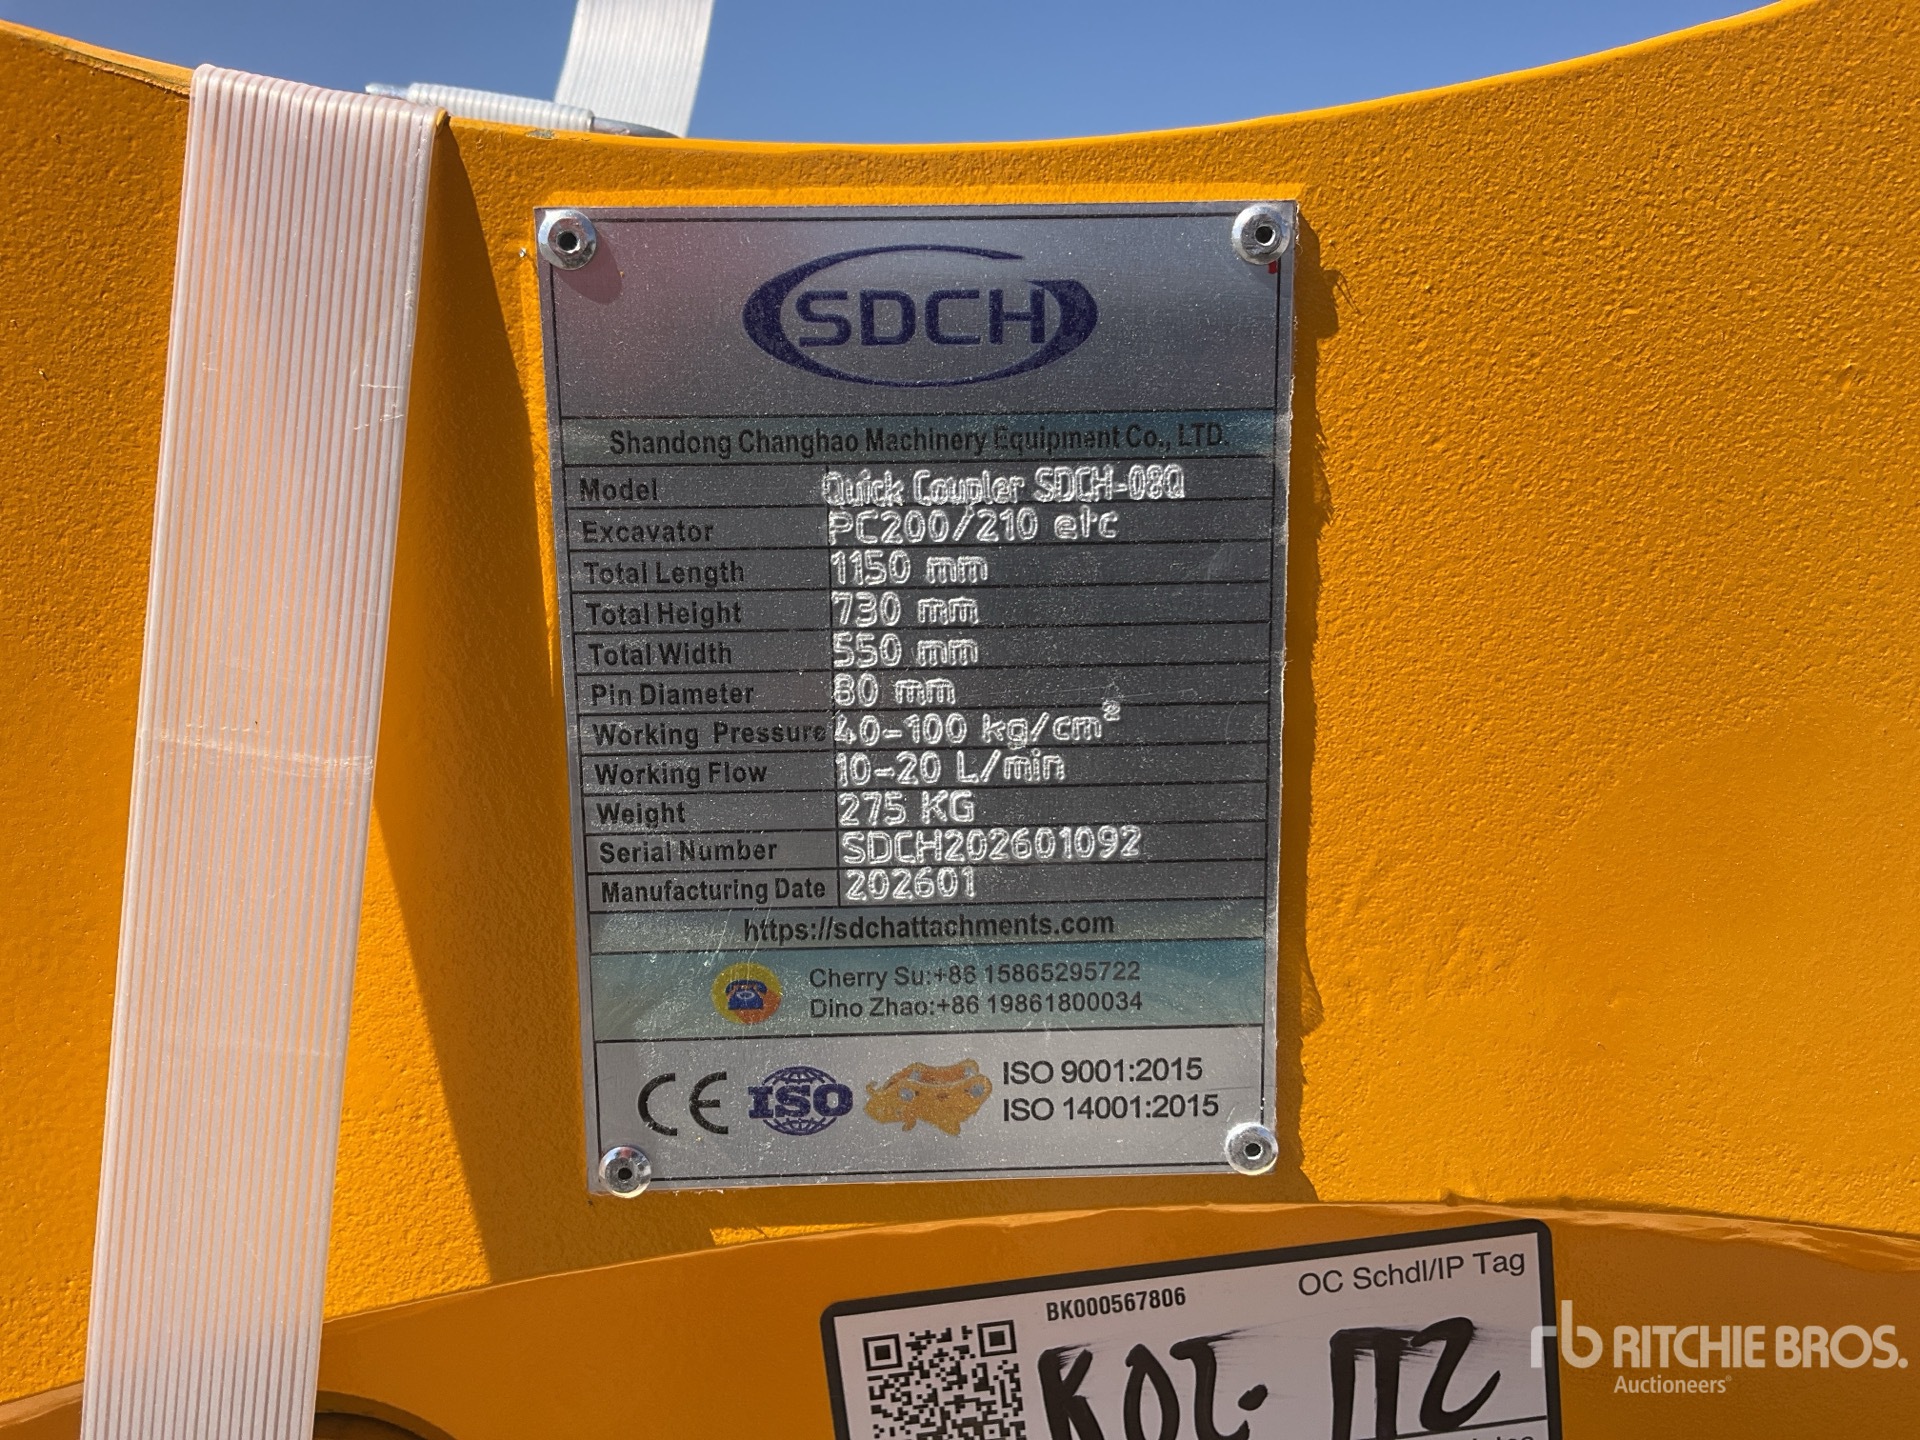 SDCH
Shandong Changhao Machinery Equipment Co., LTD.
Model Quick Coupler SDCH-08Q
Excavator PC200/210 etc
Total Length 1150 mm
Total Height 730 mm
Total Width 550 mm
Pin Diameter 80 mm
Working Pressure 40-100 kg/cm²
Working Flow 10-20 L/min
Weight 275 KG
Serial Number SDCH202601092
Manufacturing Date 202601
https://sdchattachments.com
Cherry Su:+86 15865295722
Dino Zhao:+86 19861800034
CE ISO ISO 9001:2015
ISO 14001:2015
OC Schdl/IP Tag
BK000567806
rb RITCHIE BROS.
Auctioneers